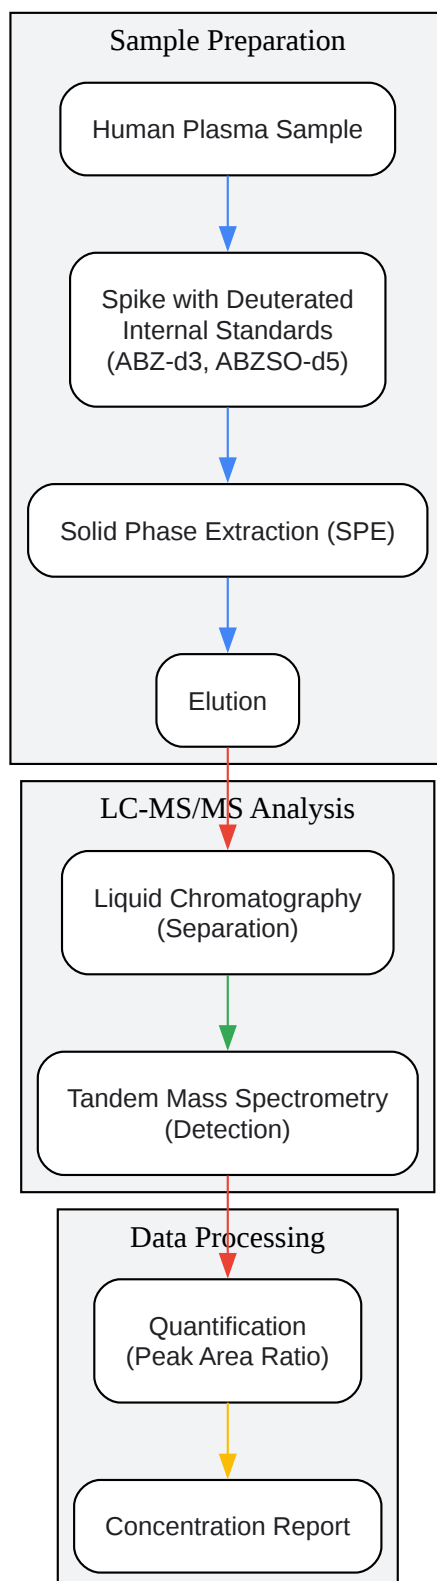 Sample Preparation
Human Plasma Sample
Spike with Deuterated
Internal Standards
(ABZ-d3, ABZSO-d5)
Solid Phase Extraction (SPE)
Elution
LC-MS/MS Analysis
Liquid Chromatography
(Separation)
Tandem Mass Spectrometry
(Detection)
Data Processing
Quantification
(Peak Area Ratio)
Concentration Report